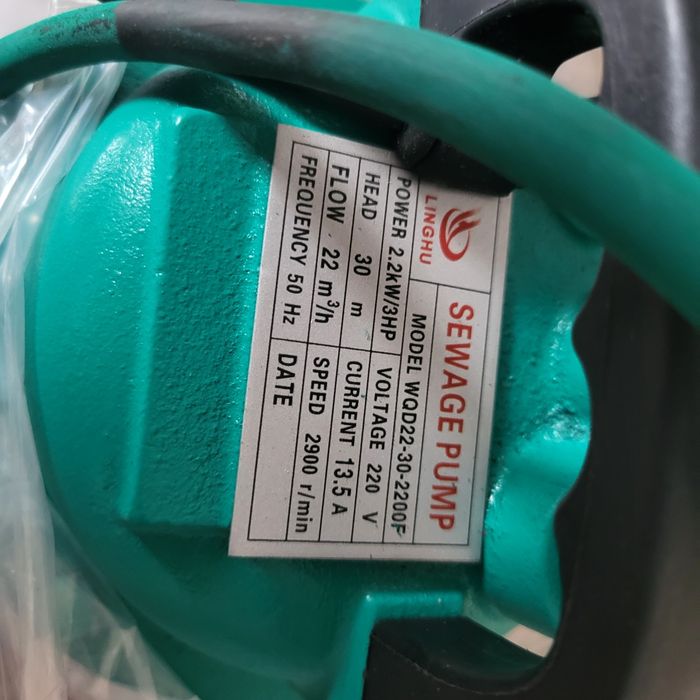 LINGHU
SEWAGE PUMP
MODEL WQD22-30-2200F
POWER 2.2kW/3HP VOLTAGE 220 V
HEAD 30 m CURRENT 13.5 A
FLOW 22 m³/h SPEED 2900 r/min
FREQUENCY 50 Hz DATE